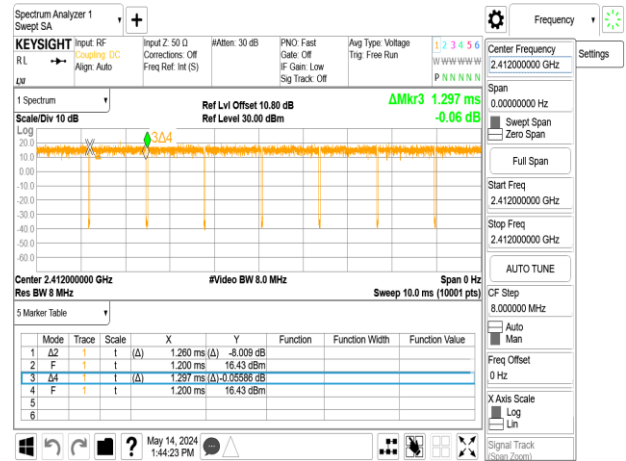 Spectrum Analyzer 1
Swept SA
+
Frequency
KEYSIGHT
RL
Input: RF
Coupling: DC
Align: Auto
Input Z: 50 Ω
Corrections: Off
Freq Ref: Int (S)
#Atten: 30 dB
PNO: Fast
Gate: Off
IF Gain: Low
Sig Track: Off
Avg Type: Voltage
Trig: Free Run
1 2 3 4 5 6
W W W W W W
P N N N N N
1 Spectrum
Scale/Div 10 dB
Ref Lvl Offset 10.80 dB
Ref Level 30.00 dBm
ΔMkr3 1.297 ms
-0.06 dB
Log
20.0
10.0
0.00
-10.0
-20.0
-30.0
-40.0
-50.0
-60.0
3Δ4
Center 2.412000000 GHz
Res BW 8 MHz
#Video BW 8.0 MHz
Span 0 Hz
Sweep 10.0 ms (10001 pts)
5 Marker Table
Mode Trace Scale X Y Function Function Width Function Value
1 Δ2 1 t (Δ) 1.260 ms (Δ) -8.009 dB
2 F 1 t 1.200 ms 16.43 dBm
3 Δ4 1 t (Δ) 1.297 ms (Δ) -0.05586 dB
4 F 1 t 1.200 ms 16.43 dBm
5
6
May 14, 2024
1:44:23 PM
Center Frequency
2.412000000 GHz
Settings
Span
0.00000000 Hz
Swept Span
Zero Span
Full Span
Start Freq
2.412000000 GHz
Stop Freq
2.412000000 GHz
AUTO TUNE
CF Step
8.000000 MHz
Auto
Man
Freq Offset
0 Hz
X Axis Scale
Log
Lin
Signal Track
(Span Zoom)